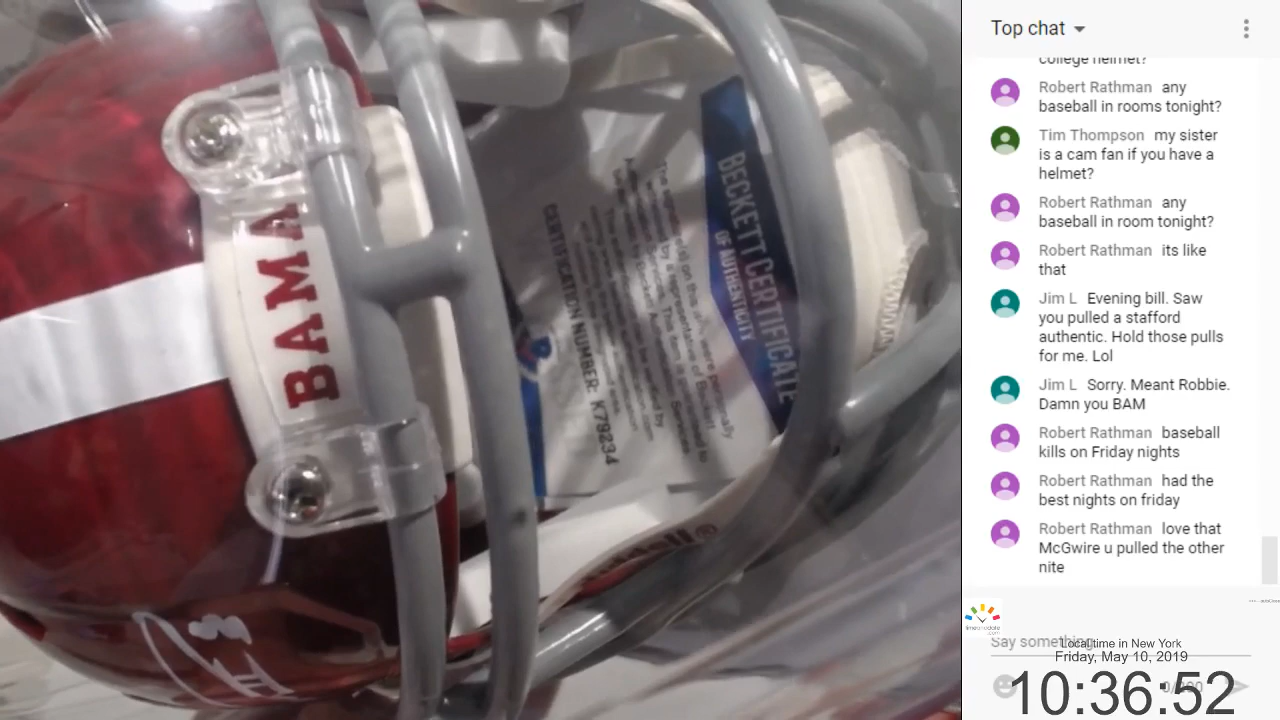 BAMA
BECKETT CERTIFICATE
OF AUTHENTICITY
CERTIFICATION NUMBER: K79234
Riddell®
Top chat
college helmet?
Robert Rathman any
baseball in rooms tonight?
Tim Thompson my sister
is a cam fan if you have a
helmet?
Robert Rathman any
baseball in room tonight?
Robert Rathman its like
that
Jim L Evening bill. Saw
you pulled a stafford
authentic. Hold those pulls
for me. Lol
Jim L Sorry. Meant Robbie.
Damn you BAM
Robert Rathman baseball
kills on Friday nights
Robert Rathman had the
best nights on friday
Robert Rathman love that
McGwire u pulled the other
nite
Say something
Local time in New York
Friday, May 10, 2019
10:36:52